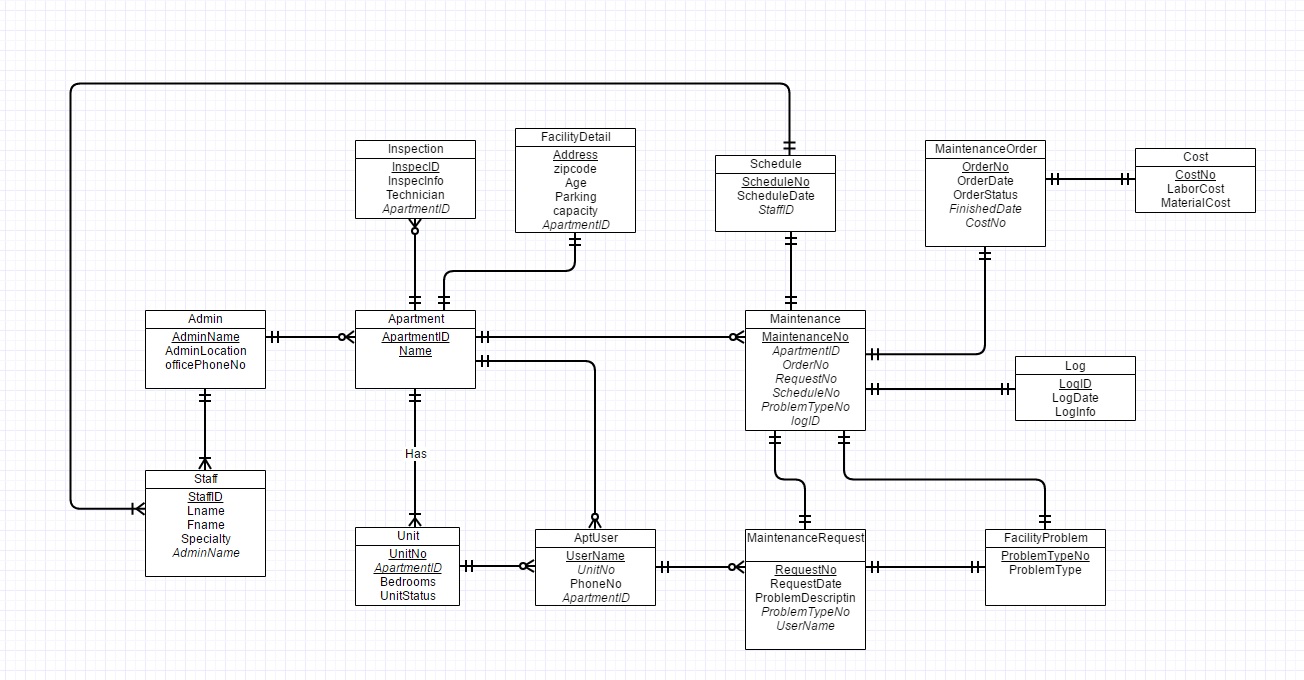 Inspection
InspecID
InspecInfo
Technician
ApartmentID
FacilityDetail
Address
zipcode
Age
Parking
capacity
ApartmentID
Schedule
ScheduleNo
ScheduleDate
StaffID
MaintenanceOrder
OrderNo
OrderDate
OrderStatus
FinishedDate
CostNo
Cost
CostNo
LaborCost
MaterialCost
Admin
AdminName
AdminLocation
officePhoneNo
Apartment
ApartmentID
Name
Maintenance
MaintenanceNo
ApartmentID
OrderNo
RequestNo
ScheduleNo
ProblemTypeNo
logID
Log
LogID
LogDate
LogInfo
Has
Staff
StaffID
Lname
Fname
Specialty
AdminName
Unit
UnitNo
ApartmentID
Bedrooms
UnitStatus
AptUser
UserName
UnitNo
PhoneNo
ApartmentID
MaintenanceRequest
RequestNo
RequestDate
ProblemDescriptin
ProblemTypeNo
UserName
FacilityProblem
ProblemTypeNo
ProblemType